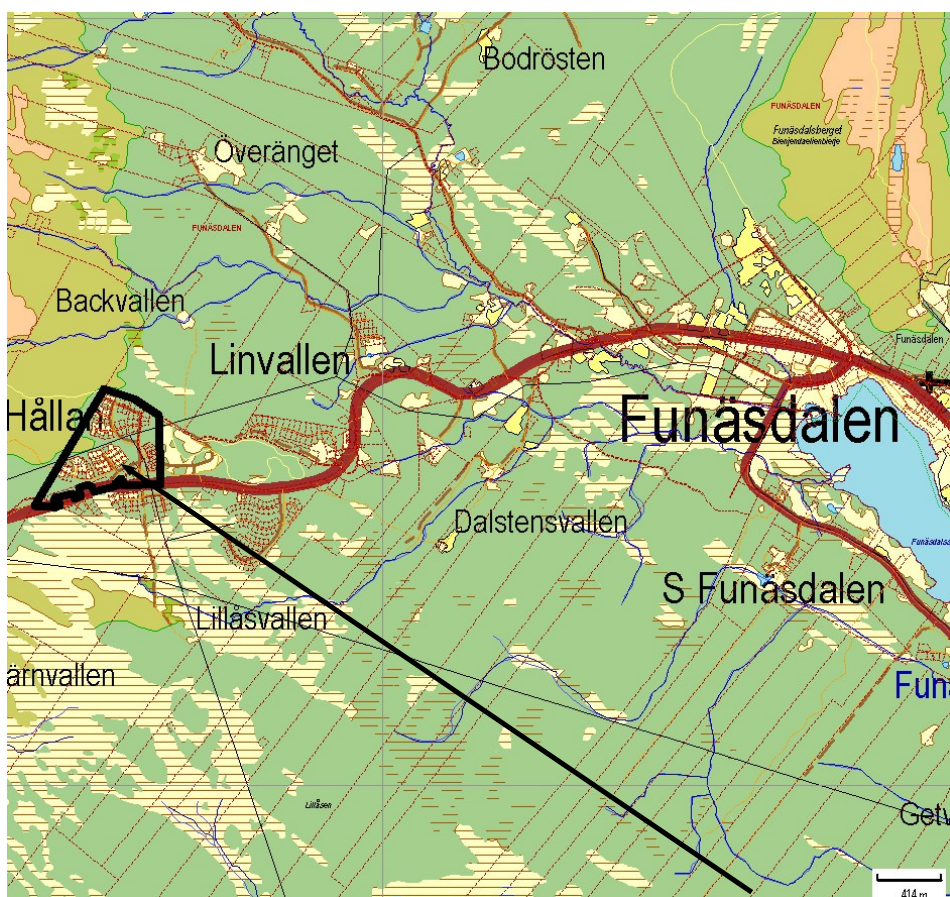 Bodrösten
FUNÄSDALEN
Funäsdalsberget
Överänget
FUNÄSDALEN
Backvallen
Linvallen
Funäsdalen
Hållan
Funäsdalen
Dalstensvallen
S Funäsdalen
Lillåsvallen
ärnvallen
Funä
Lillåsen
Getv
414 m